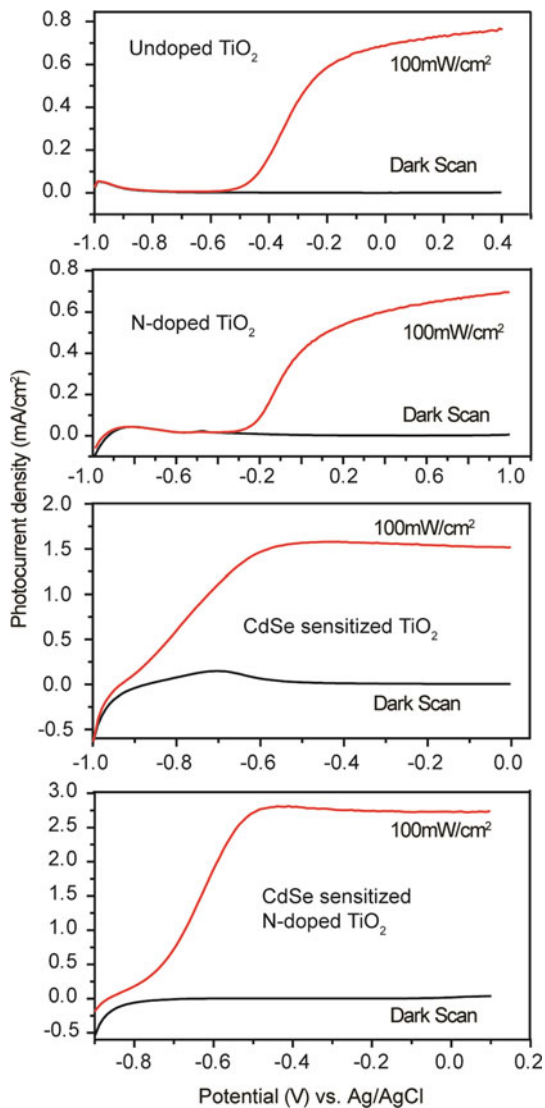 Photocurrent density (mA/cm²)
0.8
0.6
0.4
0.2
0.0
Undoped TiO₂
100mW/cm²
Dark Scan
-1.0 -0.8 -0.6 -0.4 -0.2 0.0 0.2 0.4
0.8
0.6
0.4
0.2
0.0
N-doped TiO₂
100mW/cm²
Dark Scan
-1.0 -0.6 -0.2 0.2 0.6 1.0
2.0
1.5
1.0
0.5
0.0
-0.5
100mW/cm²
CdSe sensitized TiO₂
Dark Scan
-1.0 -0.8 -0.6 -0.4 -0.2 0.0
3.0
2.5
2.0
1.5
1.0
0.5
0.0
-0.5
100mW/cm²
CdSe sensitized
N-doped TiO₂
Dark Scan
-0.8 -0.6 -0.4 -0.2 0.0 0.2
Potential (V) vs. Ag/AgCl